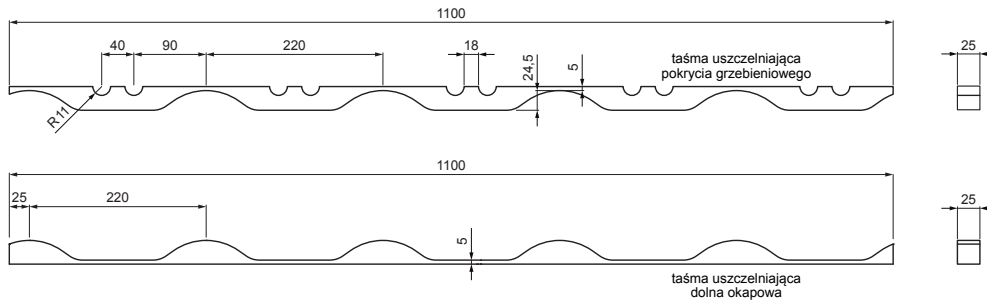 1100
40
90
220
18
24,5
5
taśma uszczelniająca
pokrycia grzebieniowego
25
R11
1100
25
220
5
25
taśma uszczelniająca
dolna okapowa